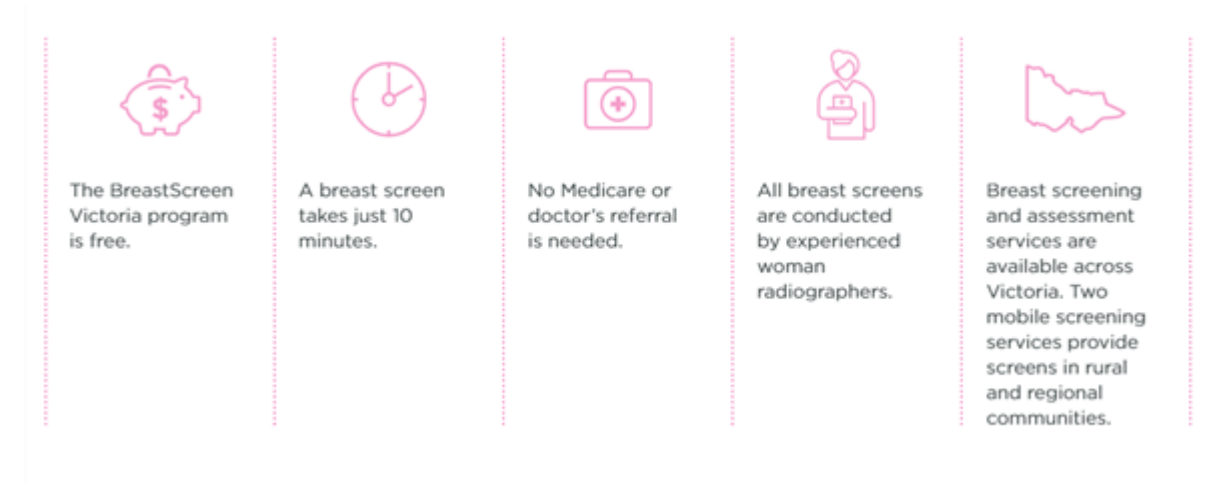 $
The BreastScreen
Victoria program
is free.
A breast screen
takes just 10
minutes.
No Medicare or
doctor's referral
is needed.
All breast screens
are conducted
by experienced
woman
radiographers.
Breast screening
and assessment
services are
available across
Victoria. Two
mobile screening
services provide
screens in rural
and regional
communities.